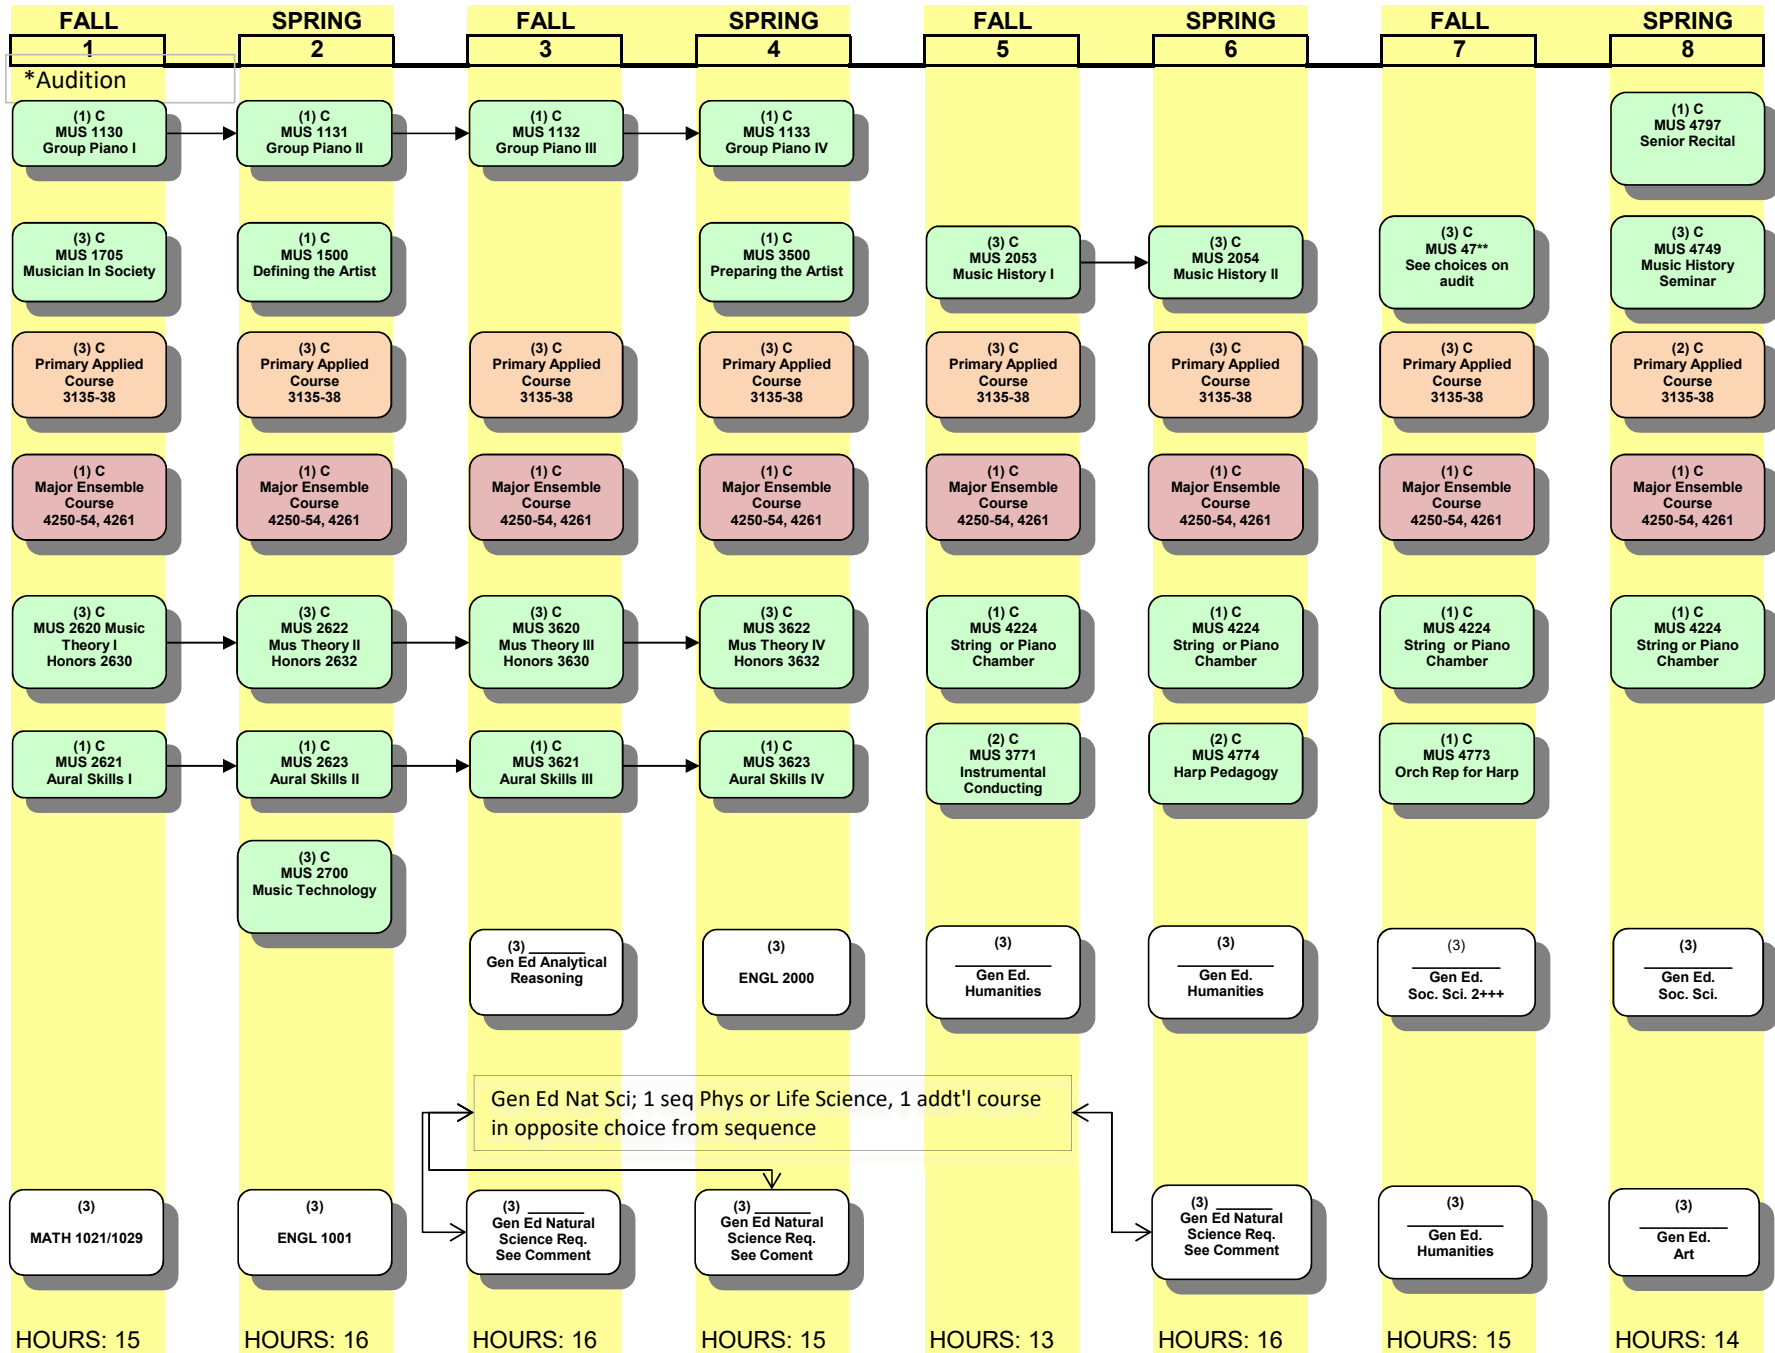 FALL
SPRING
FALL
SPRING
FALL
SPRING
FALL
SPRING
1
2
3
4
5
6
7
8
*Audition
(1) C
MUS 1130
Group Piano I
(1) C
MUS 1131
Group Piano II
(1) C
MUS 1132
Group Piano III
(1) C
MUS 1133
Group Piano IV
(1) C
MUS 4797
Senior Recital
(3) C
MUS 1705
Musician In Society
(1) C
MUS 1500
Defining the Artist
(1) C
MUS 3500
Preparing the Artist
(3) C
MUS 2053
Music History I
(3) C
MUS 2054
Music History II
(3) C
MUS 47**
See choices on
audit
(3) C
MUS 4749
Music History
Seminar
(3) C
Primary Applied
Course
3135-38
(3) C
Primary Applied
Course
3135-38
(3) C
Primary Applied
Course
3135-38
(3) C
Primary Applied
Course
3135-38
(3) C
Primary Applied
Course
3135-38
(3) C
Primary Applied
Course
3135-38
(3) C
Primary Applied
Course
3135-38
(2) C
Primary Applied
Course
3135-38
(1) C
Major Ensemble
Course
4250-54, 4261
(1) C
Major Ensemble
Course
4250-54, 4261
(1) C
Major Ensemble
Course
4250-54, 4261
(1) C
Major Ensemble
Course
4250-54, 4261
(1) C
Major Ensemble
Course
4250-54, 4261
(1) C
Major Ensemble
Course
4250-54, 4261
(1) C
Major Ensemble
Course
4250-54, 4261
(1) C
Major Ensemble
Course
4250-54, 4261
(3) C
MUS 2620 Music
Theory I
Honors 2630
(3) C
MUS 2622
Mus Theory II
Honors 2632
(3) C
MUS 3620
Mus Theory III
Honors 3630
(3) C
MUS 3622
Mus Theory IV
Honors 3632
(1) C
MUS 4224
String or Piano
Chamber
(1) C
MUS 4224
String or Piano
Chamber
(1) C
MUS 4224
String or Piano
Chamber
(1) C
MUS 4224
String or Piano
Chamber
(1) C
MUS 2621
Aural Skills I
(1) C
MUS 2623
Aural Skills II
(1) C
MUS 3621
Aural Skills III
(1) C
MUS 3623
Aural Skills IV
(2) C
MUS 3771
Instrumental
Conducting
(2) C
MUS 4774
Harp Pedagogy
(1) C
MUS 4773
Orch Rep for Harp
(3) C
MUS 2700
Music Technology
(3) _______
Gen Ed Analytical
Reasoning
(3)
ENGL 2000
(3)
____________
Gen Ed.
Humanities
(3)
____________
Gen Ed.
Humanities
(3)
___________
Gen Ed.
Soc. Sci. 2+++
(3)
___________
Gen Ed.
Soc. Sci.
Gen Ed Nat Sci; 1 seq Phys or Life Science, 1 addt'l course
in opposite choice from sequence
(3)
MATH 1021/1029
(3)
ENGL 1001
(3) _______
Gen Ed Natural
Science Req.
See Comment
(3) _______
Gen Ed Natural
Science Req.
See Coment
(3) _______
Gen Ed Natural
Science Req.
See Comment
(3)
____________
Gen Ed.
Humanities
(3)
___________
Gen Ed.
Art
HOURS: 15
HOURS: 16
HOURS: 16
HOURS: 15
HOURS: 13
HOURS: 16
HOURS: 15
HOURS: 14